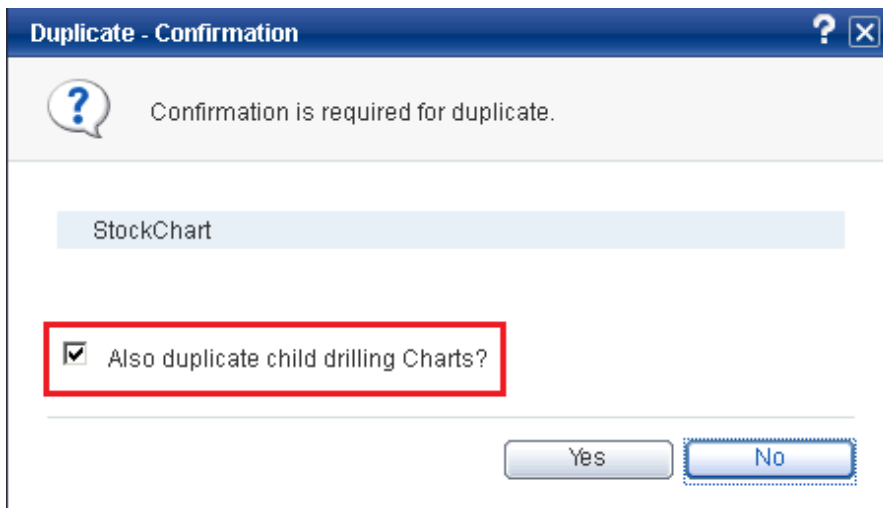 Duplicate - Confirmation ?
Confirmation is required for duplicate.
StockChart
Also duplicate child drilling Charts?
Yes No